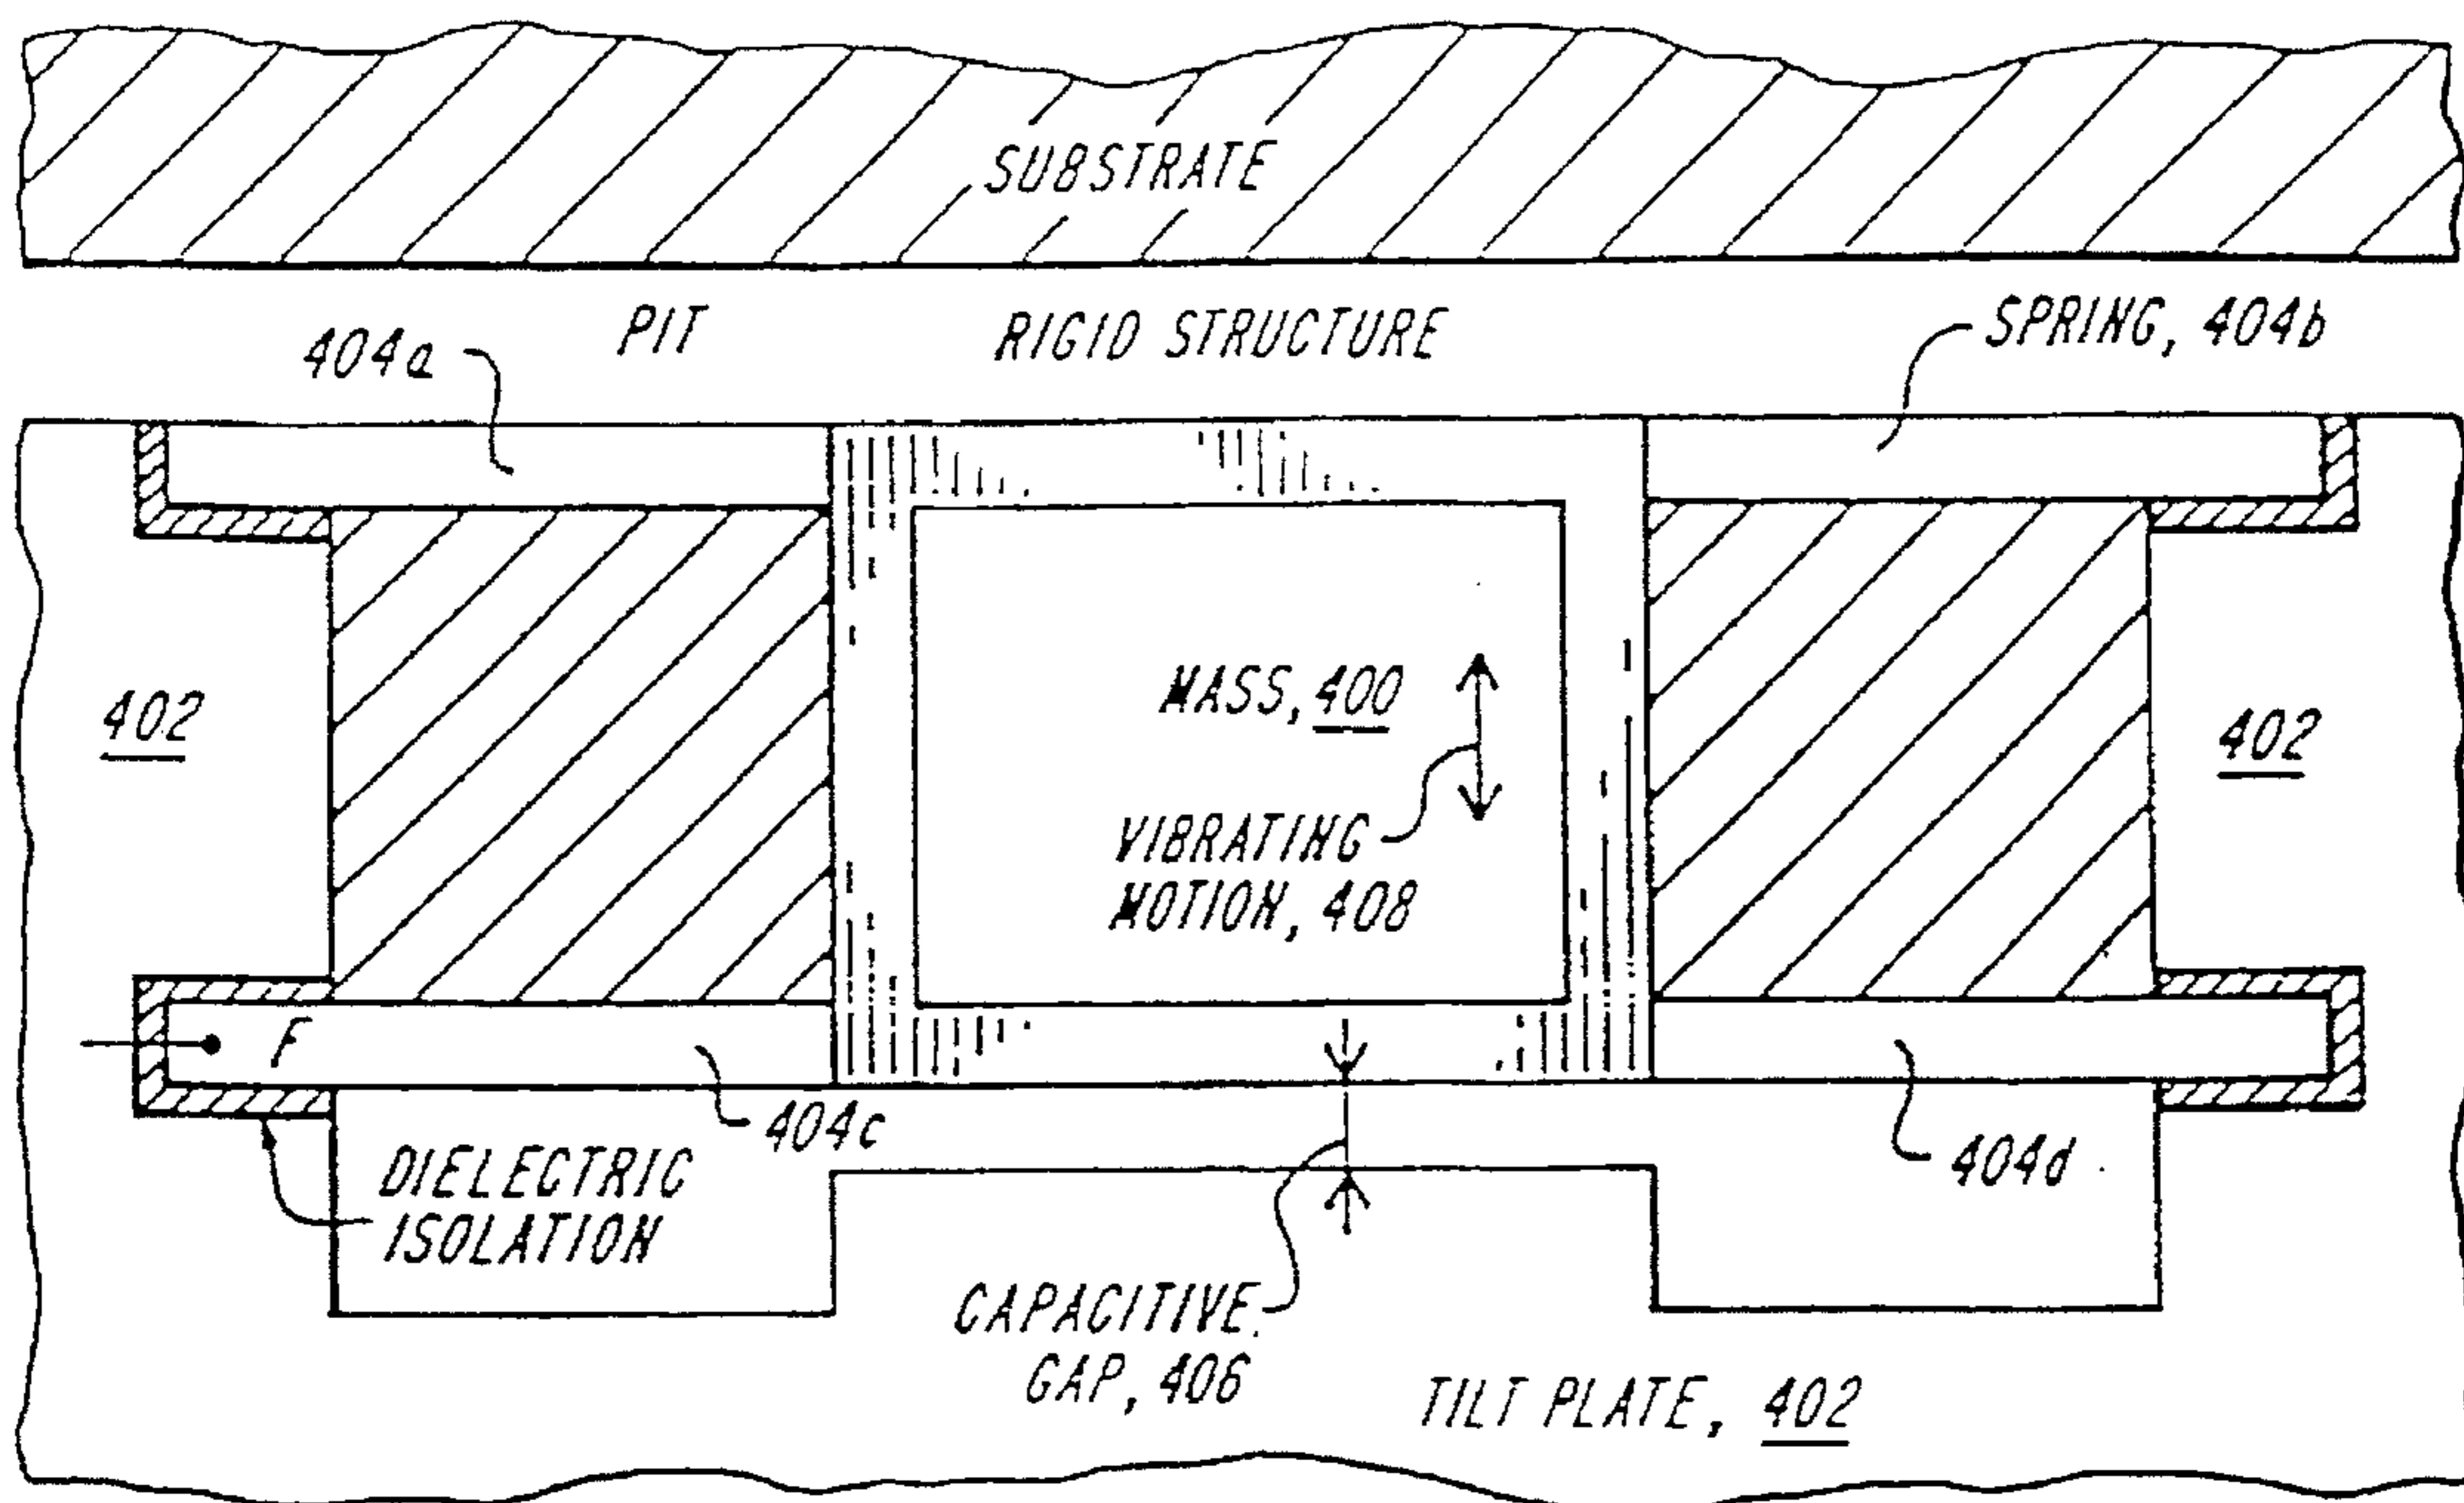 SUBSTRATE
PIT
RIGID STRUCTURE
SPRING, 404b
404a
MASS, 400
402
402
VIBRATING
MOTION, 408
F
404c
404d
DIELECTRIC
ISOLATION
CAPACITIVE
GAP, 406
TILT PLATE, 402